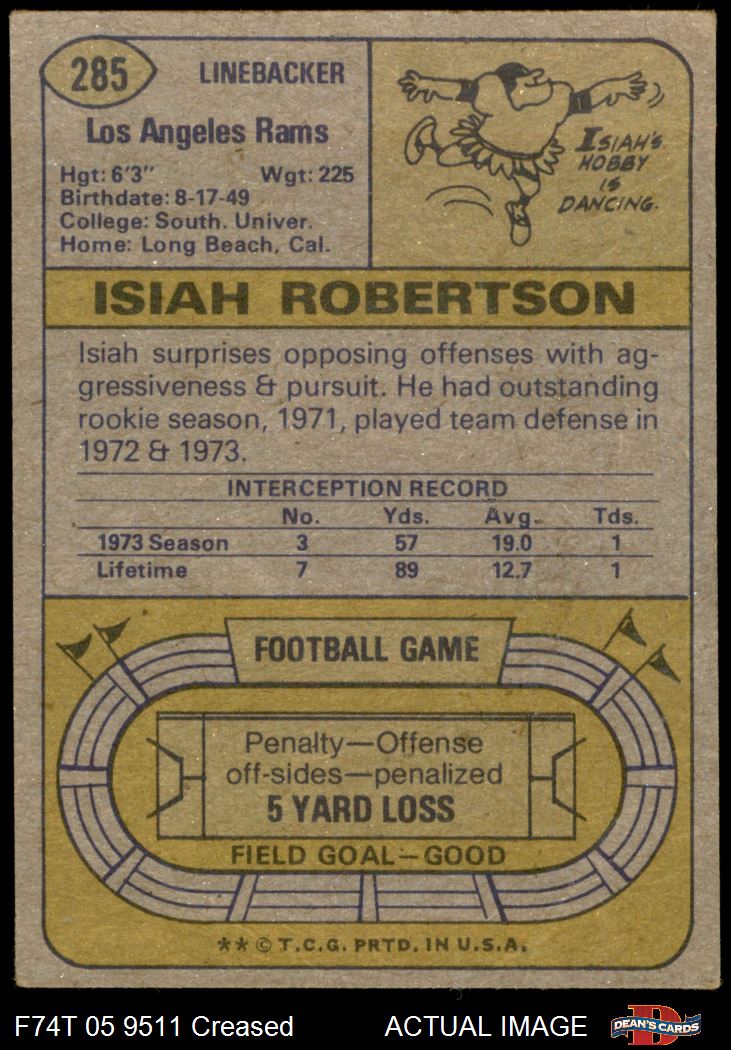 285
LINEBACKER
Los Angeles Rams
Hgt: 6'3" Wgt: 225
Birthdate: 8-17-49
College: South. Univer.
Home: Long Beach, Cal.
ISIAH'S
HOBBY
IS
DANCING.
ISIAH ROBERTSON
Isiah surprises opposing offenses with ag-
gressiveness & pursuit. He had outstanding
rookie season, 1971, played team defense in
1972 & 1973.
INTERCEPTION RECORD
No. Yds. Avg. Tds.
1973 Season 3 57 19.0 1
Lifetime 7 89 12.7 1
FOOTBALL GAME
Penalty—Offense
off-sides—penalized
5 YARD LOSS
FIELD GOAL—GOOD
** © T.C.G. PRTD. IN U.S.A.
F74T 05 9511 Creased ACTUAL IMAGE
D
DEAN'S CARDS